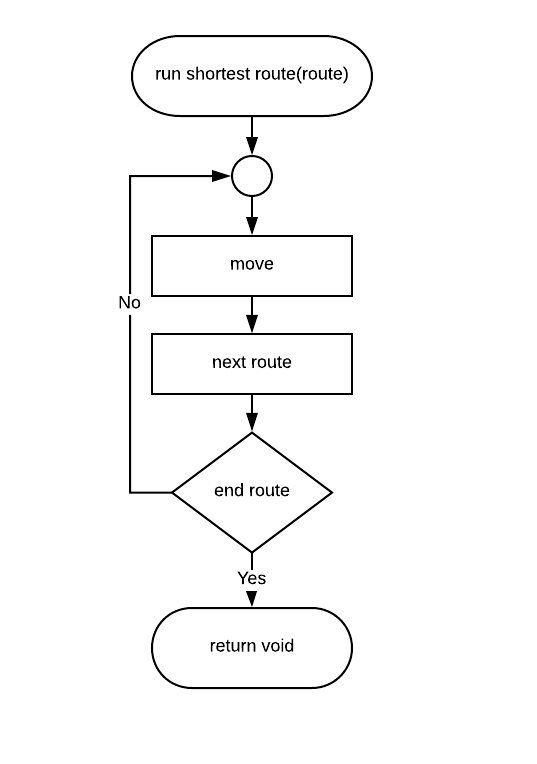 run shortest route(route)
move
No
next route
end route
Yes
return void